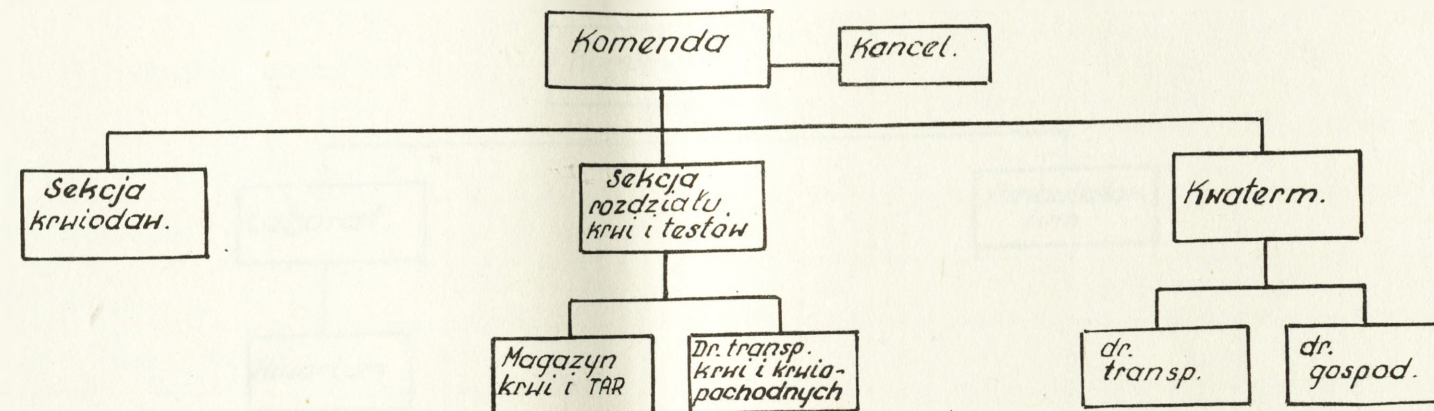 Komenda
Kancel.
Sekcja
krwiodaw.
Sekcja
rozdziału
krwi i testów
Kwaterm.
Magazyn
krwi i TAR
Dr. transp.
krwi i krwio-
pochodnych
dr.
transp.
dr.
gospod.